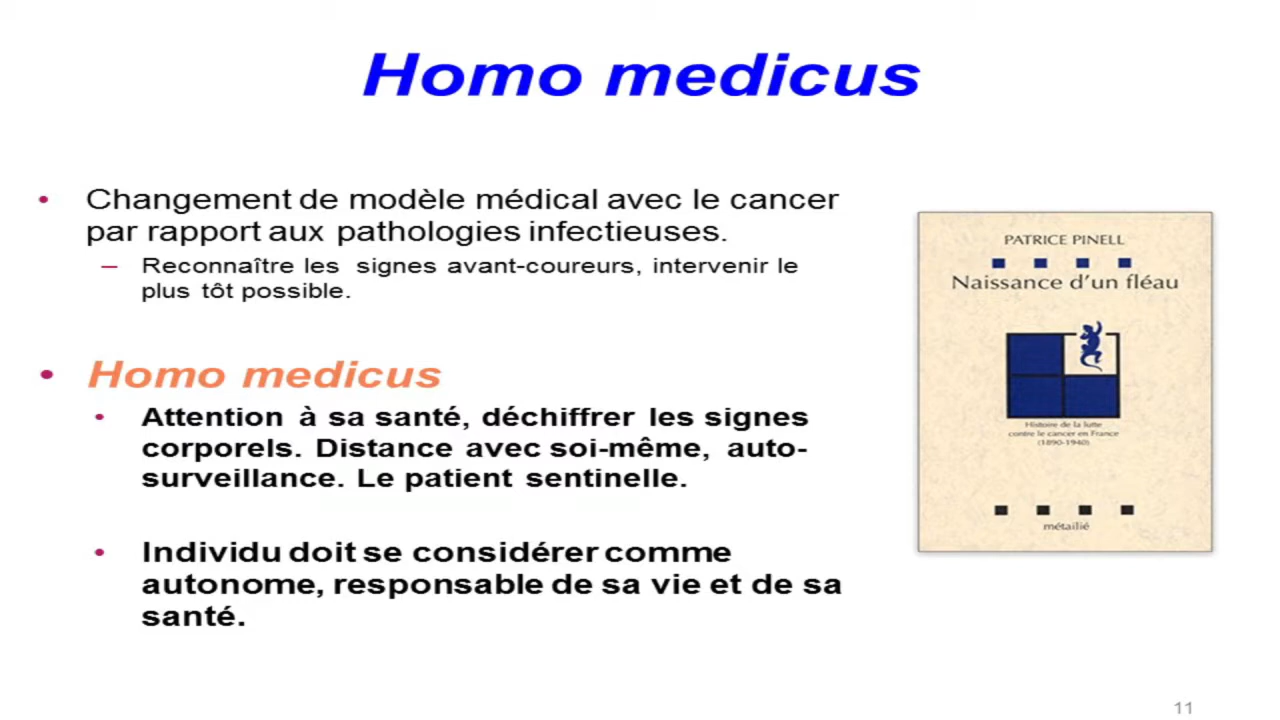 Homo medicus
• Changement de modèle médical avec le cancer
par rapport aux pathologies infectieuses.
– Reconnaître les signes avant-coureurs, intervenir le
plus tôt possible.
• Homo medicus
• Attention à sa santé, déchiffrer les signes
corporels. Distance avec soi-même, auto-
surveillance. Le patient sentinelle.
• Individu doit se considérer comme
autonome, responsable de sa vie et de sa
santé.
PATRICE PINELL
Naissance d'un fléau
Histoire de la lutte
contre le cancer en France
(1890-1940)
métailié
11